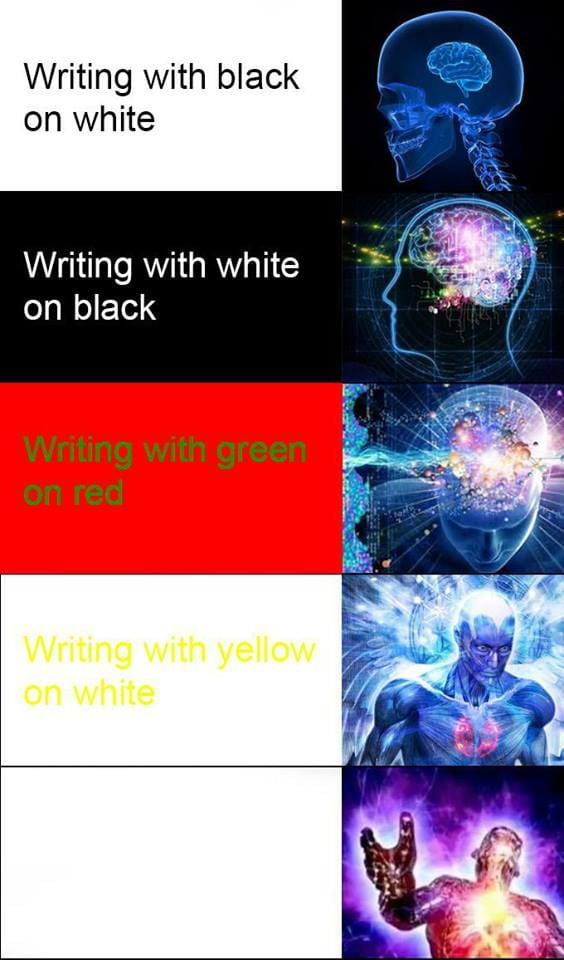 Writing with black
on white
Writing with white
on black
Writing with green
on red
Writing with yellow
on white